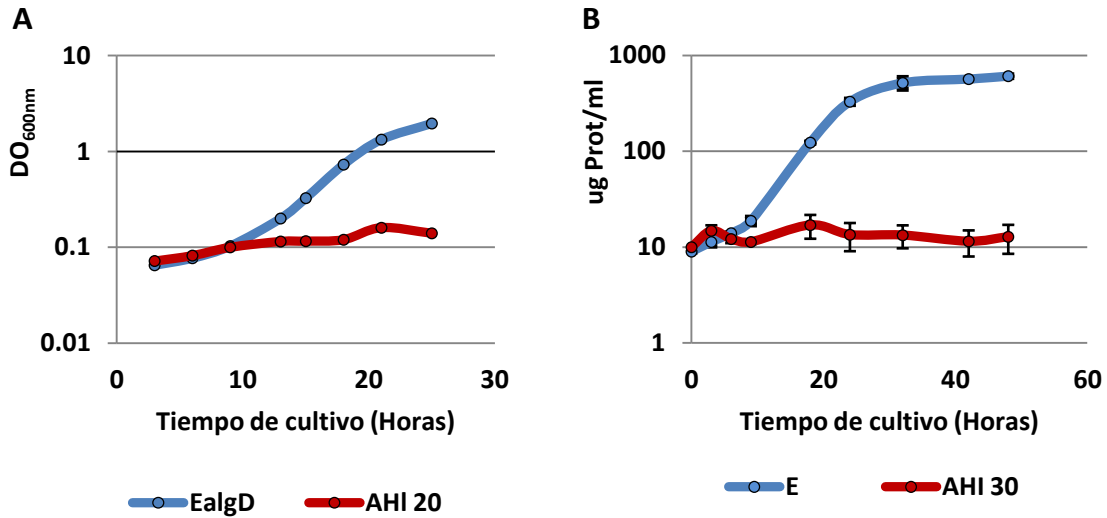 A
DO600nm
10
1
0.1
0.01
0
10
20
30
Tiempo de cultivo (Horas)
EalgD
AHl 20
B
ug Prot/ml
1000
100
10
1
0
20
40
60
Tiempo de cultivo (Horas)
E
AHI 30